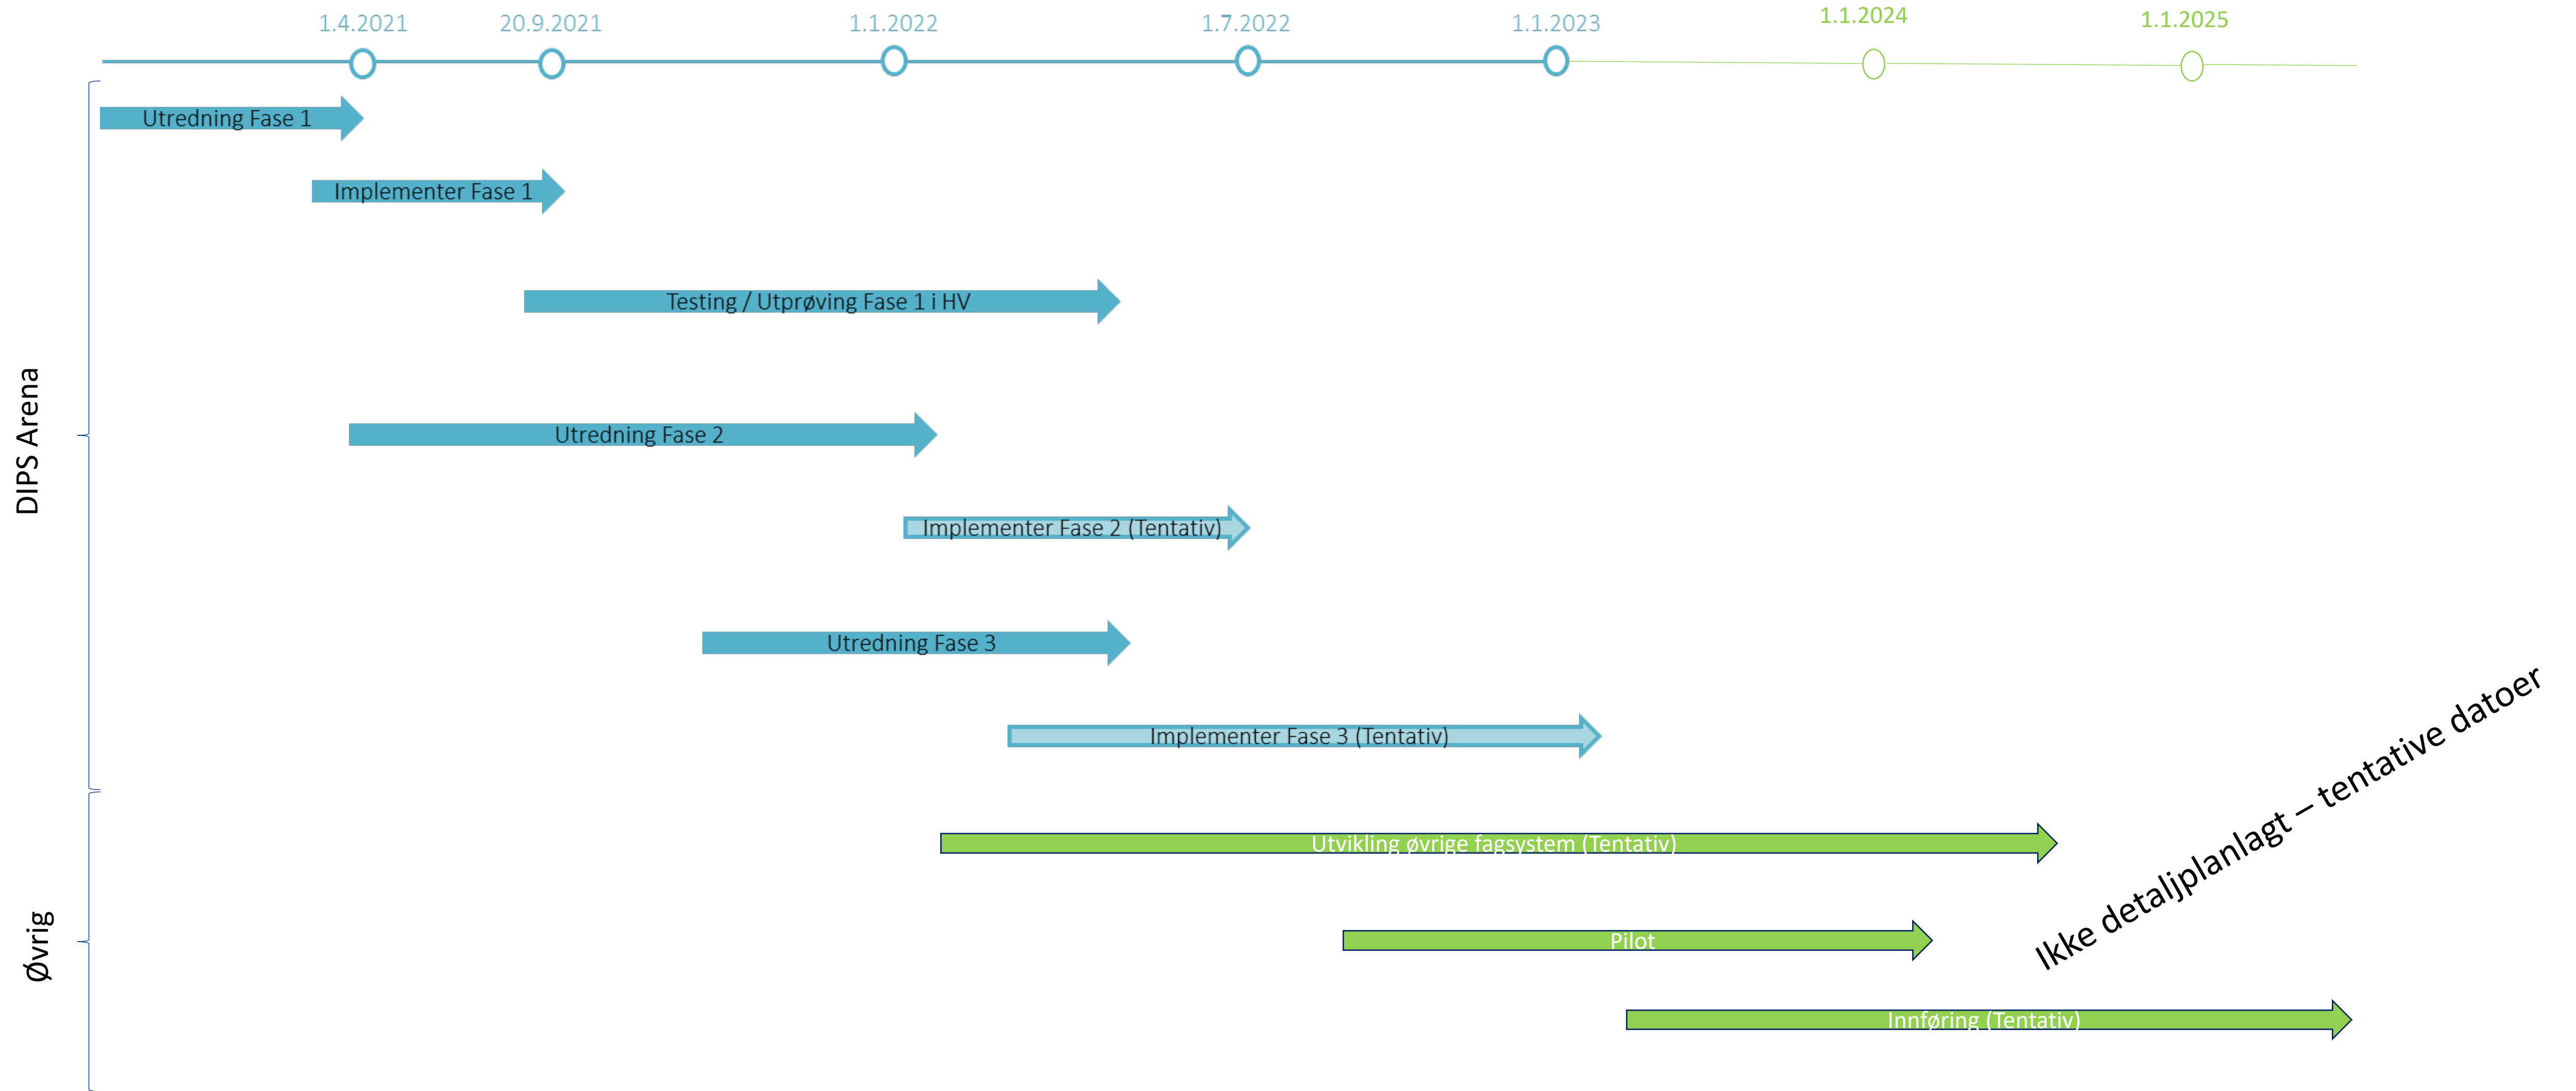 1.4.2021
20.9.2021
1.1.2022
1.7.2022
1.1.2023
1.1.2024
1.1.2025
DIPS Arena
Utredning Fase 1
Implementer Fase 1
Testing / Utprøving Fase 1 i HV
Utredning Fase 2
Implementer Fase 2 (Tentativ)
Utredning Fase 3
Implementer Fase 3 (Tentativ)
Øvrig
Utvikling øvrige fagsystem (Tentativ)
Pilot
Innføring (Tentativ)
Ikke detaljplanlagt – tentative datoer